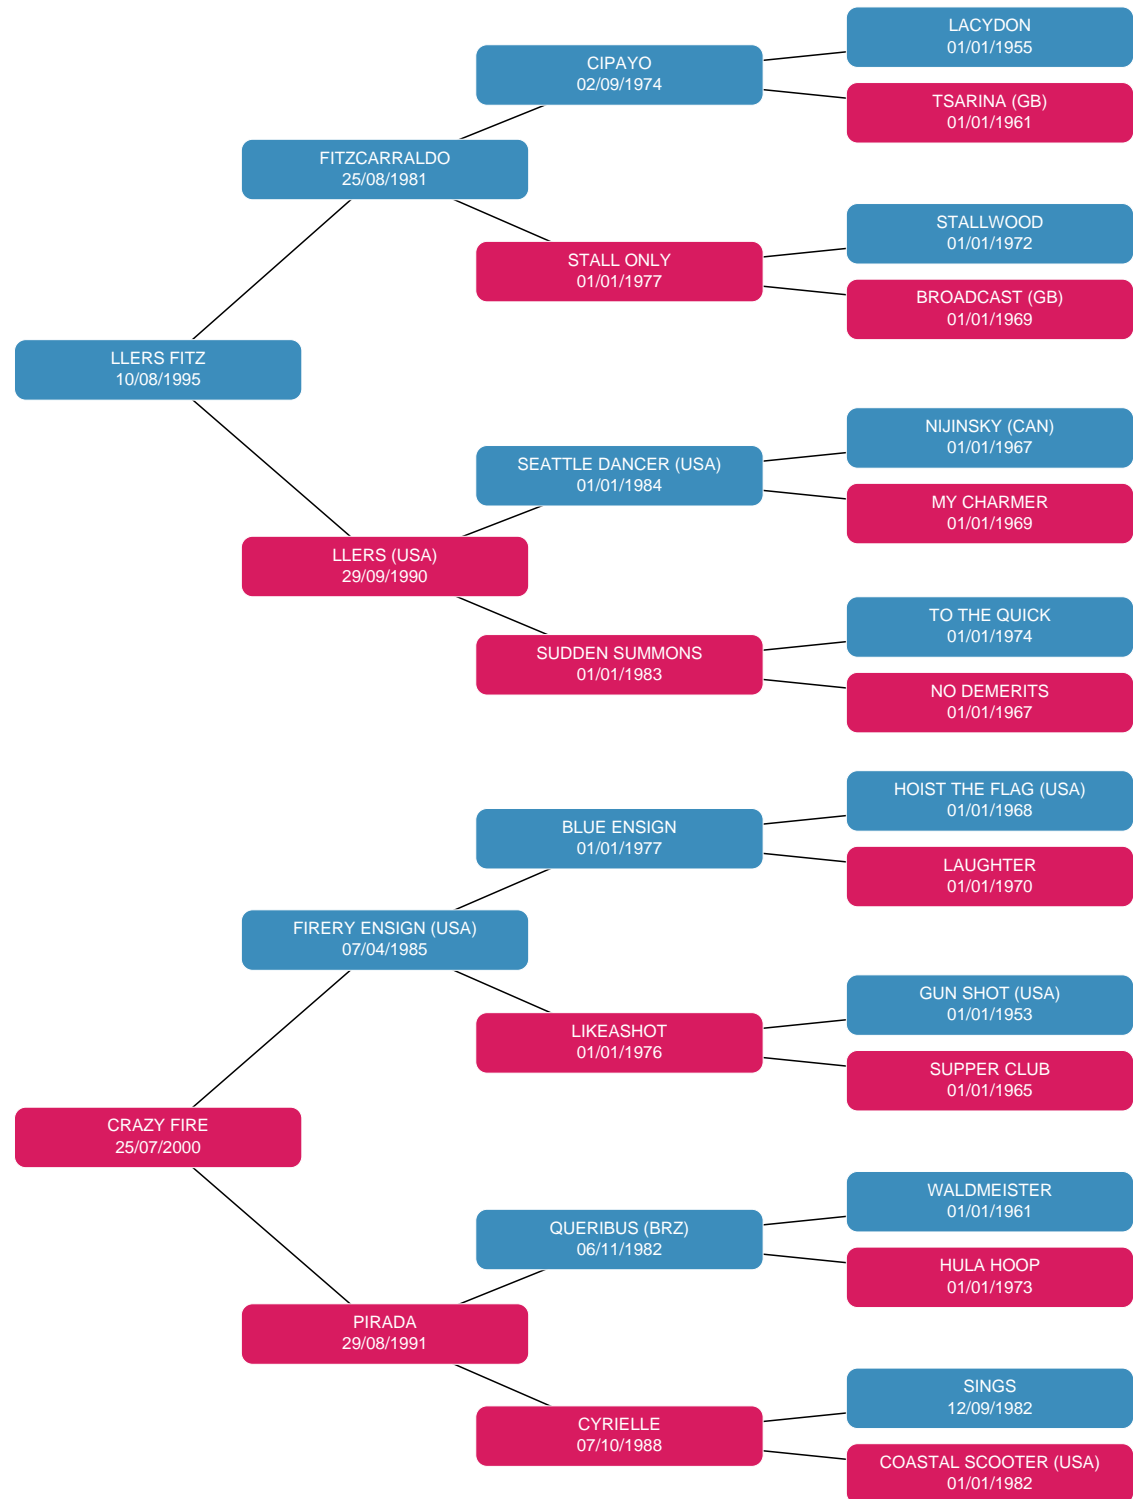 LACYDON
01/01/1955
CIPAYO
02/09/1974
TSARINA (GB)
01/01/1961
FITZCARRALDO
25/08/1981
STALLWOOD
01/01/1972
STALL ONLY
01/01/1977
BROADCAST (GB)
01/01/1969
LLERS FITZ
10/08/1995
NIJINSKY (CAN)
01/01/1967
SEATTLE DANCER (USA)
01/01/1984
MY CHARMER
01/01/1969
LLERS (USA)
29/09/1990
TO THE QUICK
01/01/1974
SUDDEN SUMMONS
01/01/1983
NO DEMERITS
01/01/1967
HOIST THE FLAG (USA)
01/01/1968
BLUE ENSIGN
01/01/1977
LAUGHTER
01/01/1970
FIRERY ENSIGN (USA)
07/04/1985
GUN SHOT (USA)
01/01/1953
LIKEASHOT
01/01/1976
SUPPER CLUB
01/01/1965
CRAZY FIRE
25/07/2000
WALDMEISTER
01/01/1961
QUERIBUS (BRZ)
06/11/1982
HULA HOOP
01/01/1973
PIRADA
29/08/1991
SINGS
12/09/1982
CYRIELLE
07/10/1988
COASTAL SCOOTER (USA)
01/01/1982